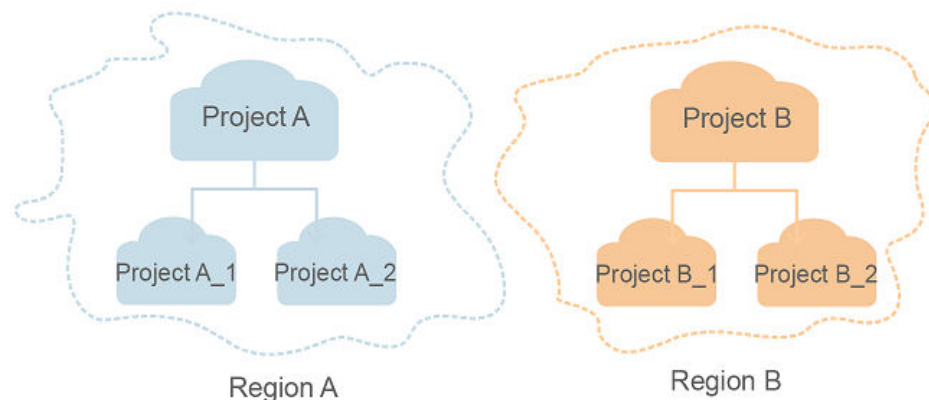 Project A
Project B
Project A_1
Project A_2
Project B_1
Project B_2
Region A
Region B